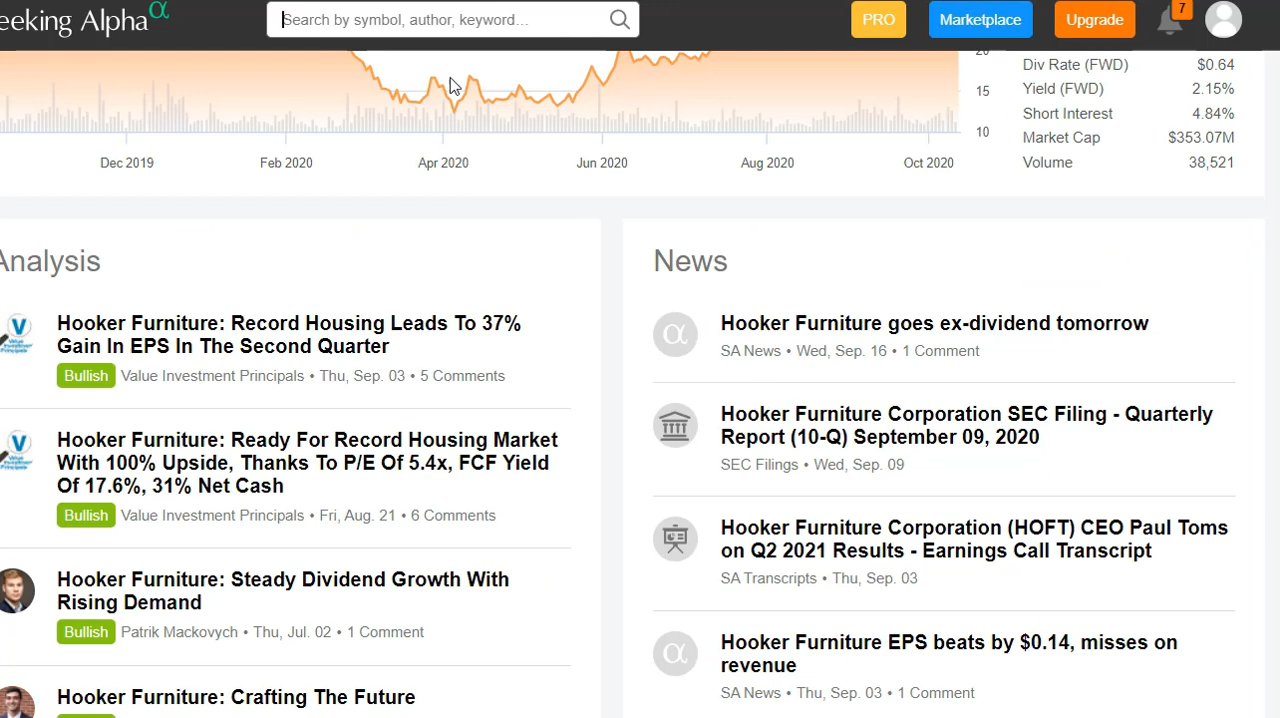 eeking Alpha α
Search by symbol, author, keyword...
PRO
Marketplace
Upgrade
7
20
15
10
Dec 2019
Feb 2020
Apr 2020
Jun 2020
Aug 2020
Oct 2020
Div Rate (FWD) $0.64
Yield (FWD) 2.15%
Short Interest 4.84%
Market Cap $353.07M
Volume 38,521
Analysis
Hooker Furniture: Record Housing Leads To 37%
Gain In EPS In The Second Quarter
Bullish Value Investment Principals • Thu, Sep. 03 • 5 Comments
Hooker Furniture: Ready For Record Housing Market
With 100% Upside, Thanks To P/E Of 5.4x, FCF Yield
Of 17.6%, 31% Net Cash
Bullish Value Investment Principals • Fri, Aug. 21 • 6 Comments
Hooker Furniture: Steady Dividend Growth With
Rising Demand
Bullish Patrik Mackovych • Thu, Jul. 02 • 1 Comment
Hooker Furniture: Crafting The Future
News
Hooker Furniture goes ex-dividend tomorrow
SA News • Wed, Sep. 16 • 1 Comment
Hooker Furniture Corporation SEC Filing - Quarterly
Report (10-Q) September 09, 2020
SEC Filings • Wed, Sep. 09
Hooker Furniture Corporation (HOFT) CEO Paul Toms
on Q2 2021 Results - Earnings Call Transcript
SA Transcripts • Thu, Sep. 03
Hooker Furniture EPS beats by $0.14, misses on
revenue
SA News • Thu, Sep. 03 • 1 Comment